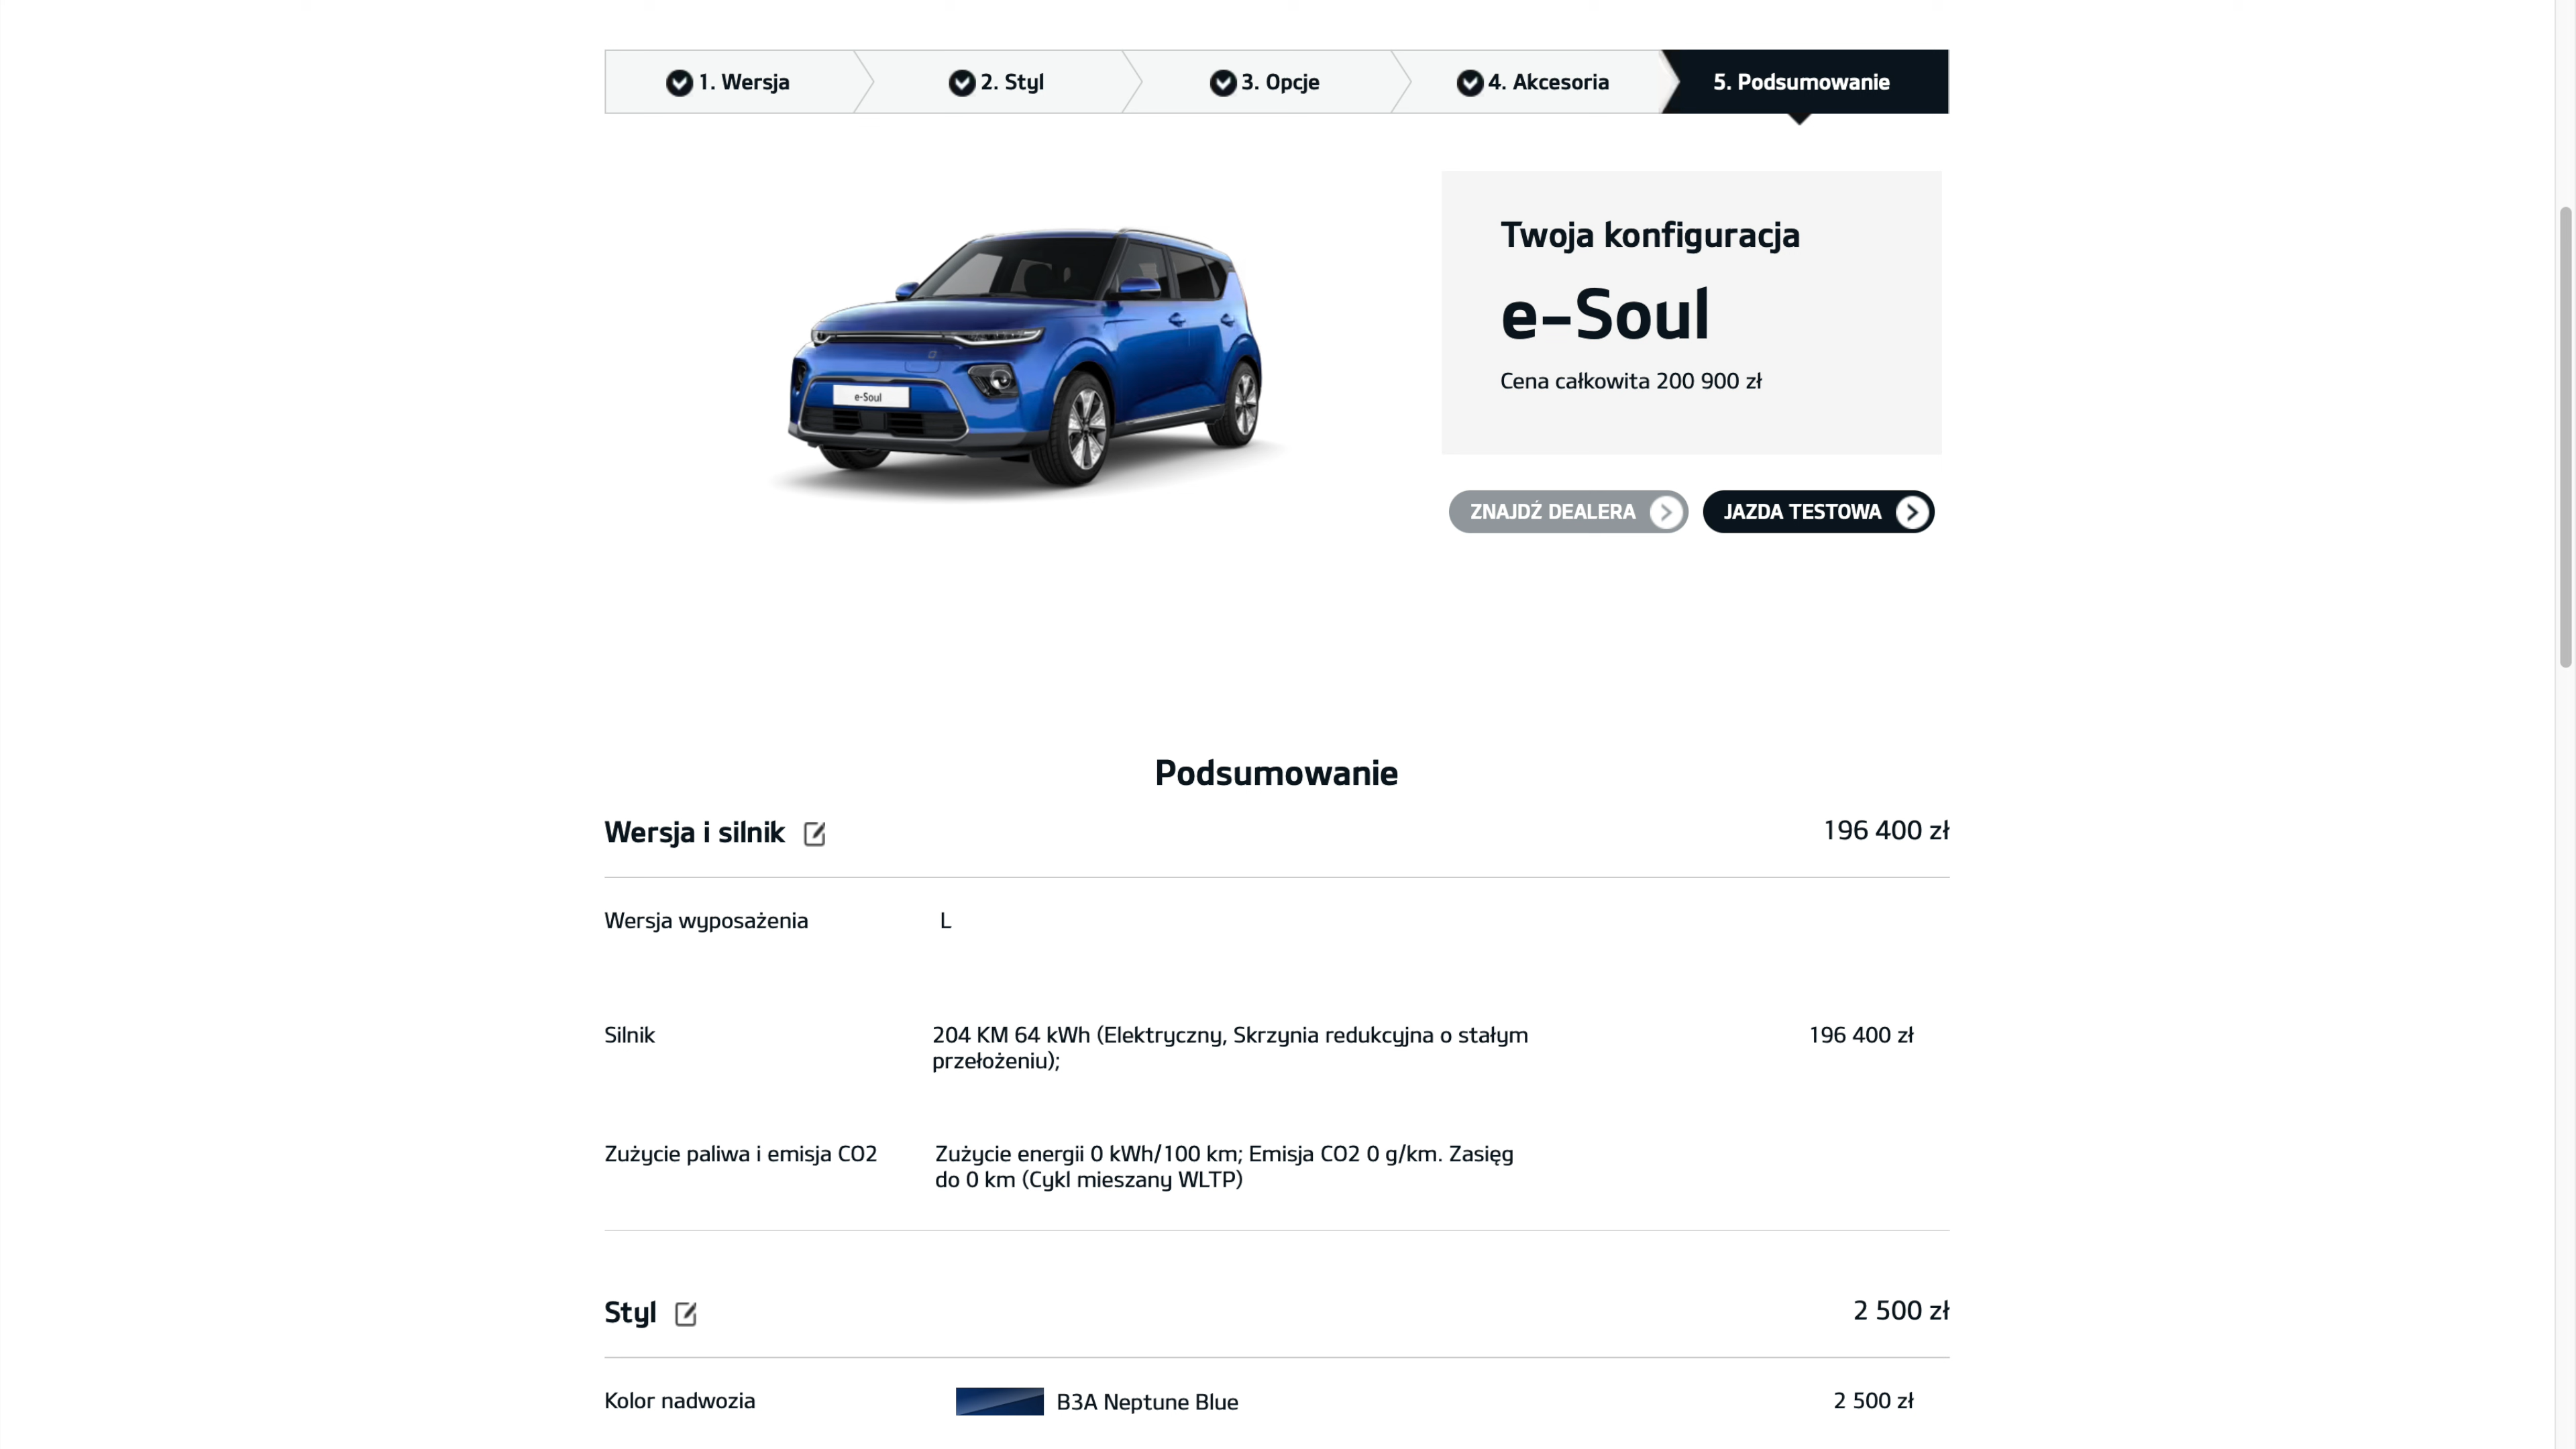 1. Wersja
2. Styl
3. Opcje
4. Akcesoria
5. Podsumowanie
e-Soul
Twoja konfiguracja
e-Soul
Cena całkowita 200 900 zł
ZNAJDŹ DEALERA
JAZDA TESTOWA
Podsumowanie
Wersja i silnik 196 400 zł
Wersja wyposażenia L
Silnik 204 KM 64 kWh (Elektryczny, Skrzynia redukcyjna o stałym 196 400 zł
przełożeniu);
Zużycie paliwa i emisja CO2 Zużycie energii 0 kWh/100 km; Emisja CO2 0 g/km. Zasięg
do 0 km (Cykl mieszany WLTP)
Styl 2 500 zł
Kolor nadwozia B3A Neptune Blue 2 500 zł